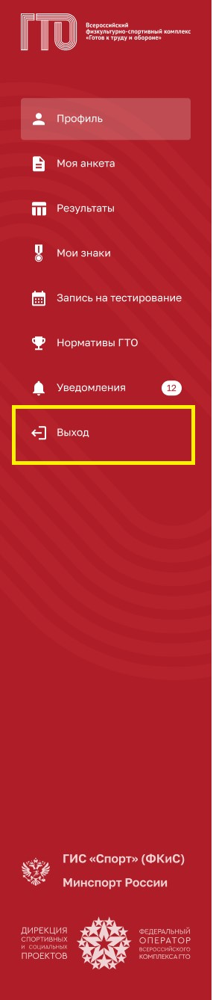 ГТО
Всероссийский
физкультурно-спортивный комплекс
«Готов к труду и обороне»
Профиль
Моя анкета
Результаты
Мои знаки
Запись на тестирование
Нормативы ГТО
Уведомления 12
Выход
ГИС «Спорт» (ФКиС)
Минспорт России
ДИРЕКЦИЯ
СПОРТИВНЫХ
И СОЦИАЛЬНЫХ
ПРОЕКТОВ
ФЕДЕРАЛЬНЫЙ
ОПЕРАТОР
ВСЕРОССИЙСКОГО
КОМПЛЕКСА ГТО